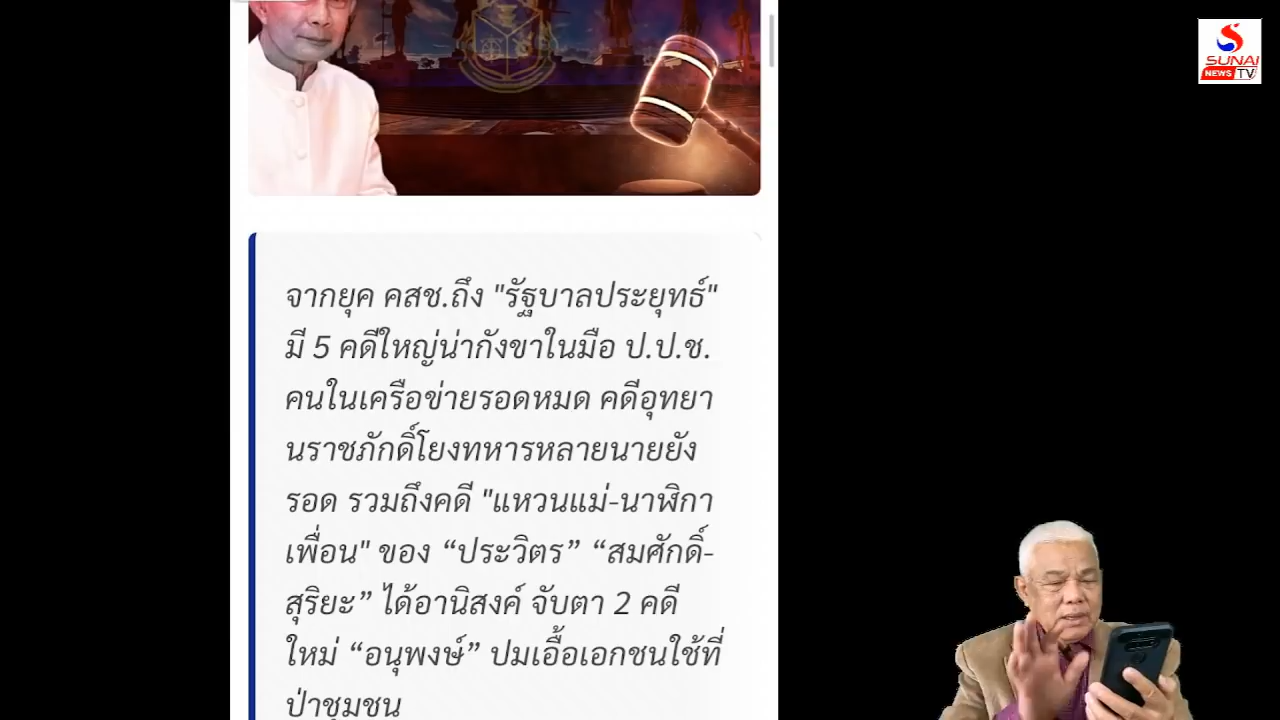 SUNAI
NEWS TV
จากยุค คสช.ถึง "รัฐบาลประยุทธ์"
มี 5 คดีใหญ่น่ากังขาในมือ ป.ป.ช.
คนในเครือข่ายรอดหมด คดีอุทยา
นราชภักดิ์โยงทหารหลายนายยัง
รอด รวมถึงคดี "แหวนแม่-นาฬิกา
เพื่อน" ของ “ประวิตร” “สมศักดิ์-
สุริยะ” ได้อานิสงค์ จับตา 2 คดี
ใหม่ “อนุพงษ์” ปมเอื้อเอกชนใช้ที่
ป่าชุมชน